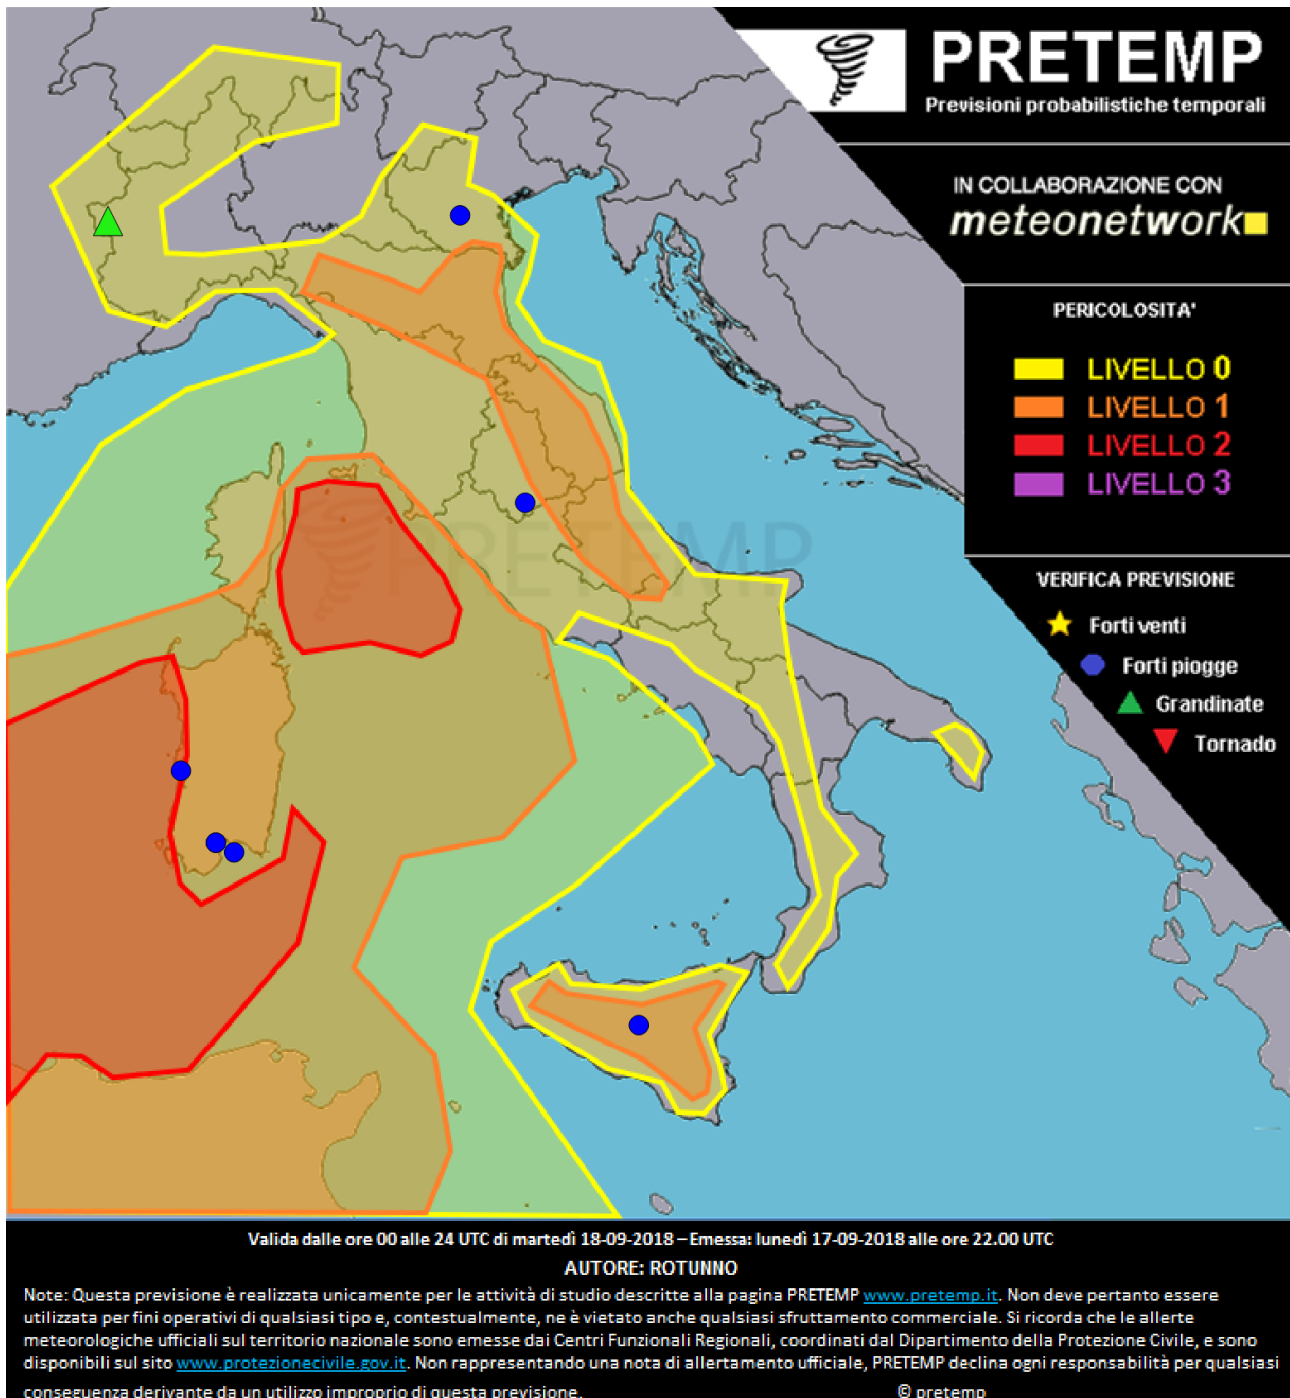 PRETEMP
Previsioni probabilistiche temporali
IN COLLABORAZIONE CON
meteonetwork
PERICOLOSITA'
LIVELLO 0
LIVELLO 1
LIVELLO 2
LIVELLO 3
VERIFICA PREVISIONE
Forti venti
Forti piogge
Grandinate
Tornado
PRETEMP
Valida dalle ore 00 alle 24 UTC di martedì 18-09-2018 – Emessa: lunedì 17-09-2018 alle ore 22.00 UTC
AUTORE: ROTUNNO
Note: Questa previsione è realizzata unicamente per le attività di studio descritte alla pagina PRETEMP www.pretemp.it. Non deve pertanto essere
utilizzata per fini operativi di qualsiasi tipo e, contestualmente, ne è vietato anche qualsiasi sfruttamento commerciale. Si ricorda che le allerte
meteorologiche ufficiali sul territorio nazionale sono emesse dai Centri Funzionali Regionali, coordinati dal Dipartimento della Protezione Civile, e sono
disponibili sul sito www.protezionecivile.gov.it. Non rappresentando una nota di allertamento ufficiale, PRETEMP declina ogni responsabilità per qualsiasi
conseguenza derivante da un utilizzo improprio di questa previsione. © pretemp